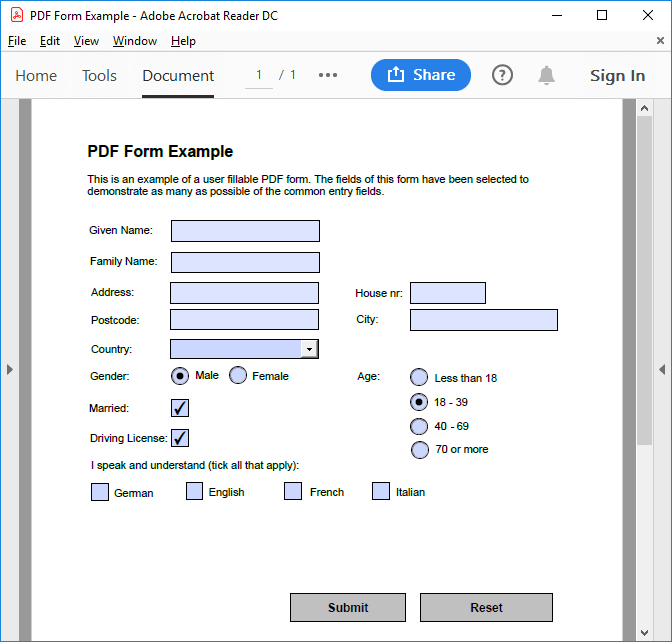 PDF Form Example - Adobe Acrobat Reader DC
File Edit View Window Help
Home Tools Document 1 / 1 Share Sign In
PDF Form Example
This is an example of a user fillable PDF form. The fields of this form have been selected to
demonstrate as many as possible of the common entry fields.
Given Name:
Family Name:
Address: House nr:
Postcode: City:
Country:
Gender: Male Female Age: Less than 18
18 - 39
Married:
40 - 69
Driving License:
70 or more
I speak and understand (tick all that apply):
German English French Italian
Submit Reset